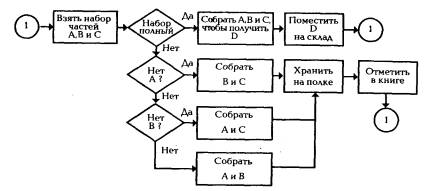 1
Взять набор
частей
А,В и С
Набор
полный
Да
Собрать А,В и С,
чтобы получить
D
Поместить
D
на склад
1
Нет
Нет
А ?
Да
Собрать
В и С
Хранить
на полке
Отметить
в книге
1
Нет
Нет
В ?
Да
Собрать
А и С
Нет
Собрать
А и В